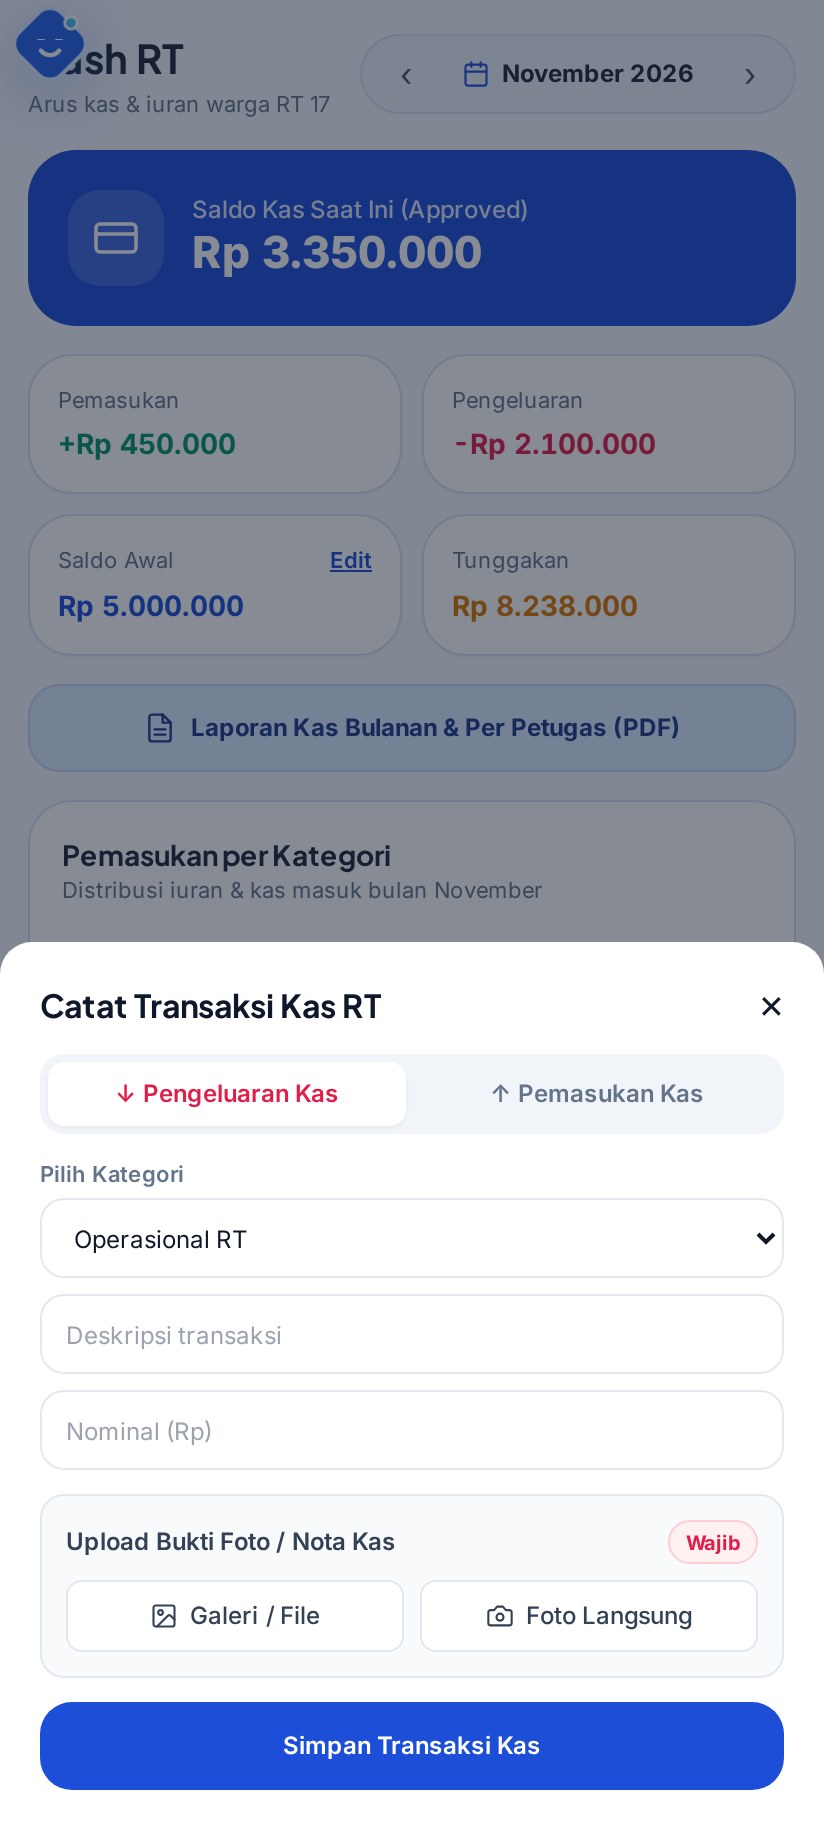 ash RT
Arus kas & iuran warga RT 17
‹ November 2026 ›
Saldo Kas Saat Ini (Approved)
Rp 3.350.000
Pemasukan
+Rp 450.000
Pengeluaran
-Rp 2.100.000
Saldo Awal
Edit
Rp 5.000.000
Tunggakan
Rp 8.238.000
Laporan Kas Bulanan & Per Petugas (PDF)
Pemasukan per Kategori
Distribusi iuran & kas masuk bulan November
Catat Transaksi Kas RT
↓ Pengeluaran Kas
↑ Pemasukan Kas
Pilih Kategori
Operasional RT
Deskripsi transaksi
Nominal (Rp)
Upload Bukti Foto / Nota Kas
Wajib
Galeri / File
Foto Langsung
Simpan Transaksi Kas